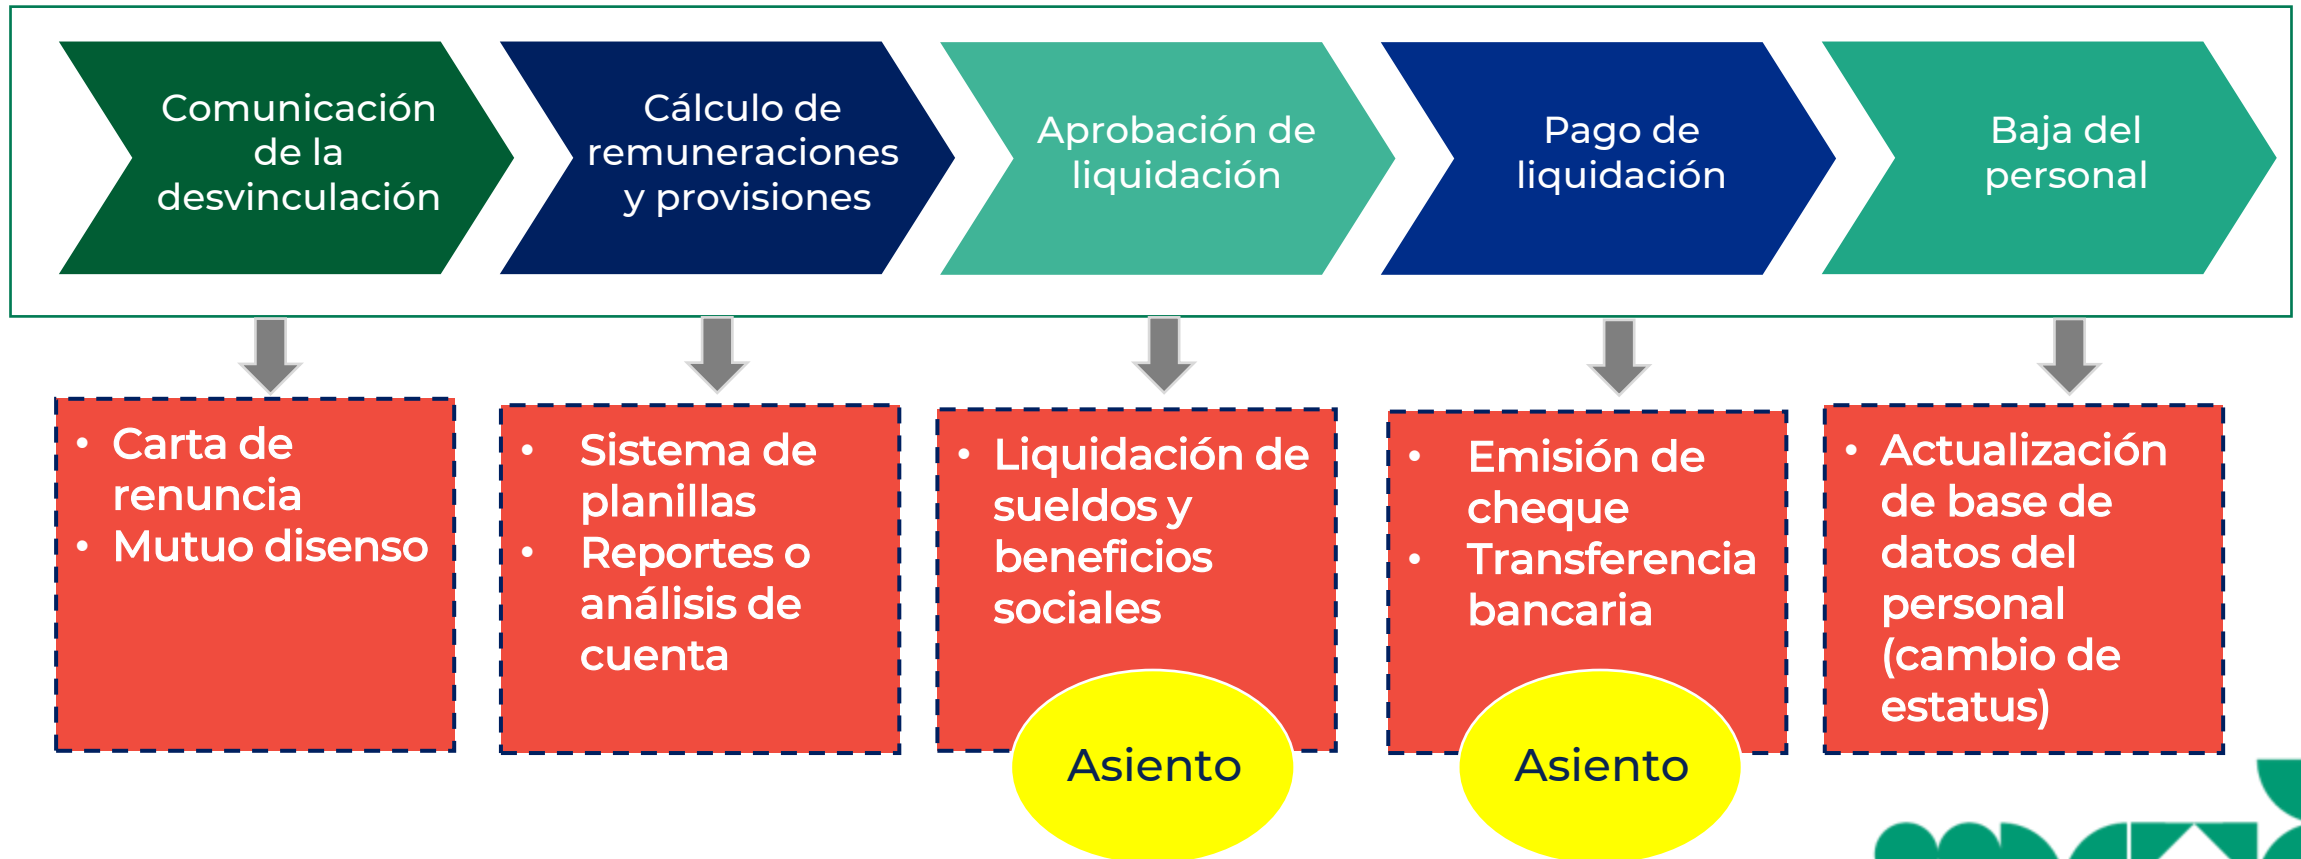 Comunicación
de la
desvinculación
Cálculo de
remuneraciones
y provisiones
Aprobación de
liquidación
Pago de
liquidación
Baja del
personal
• Carta de
renuncia
• Mutuo disenso
• Sistema de
planillas
• Reportes o
análisis de
cuenta
• Liquidación de
sueldos y
beneficios
sociales
Asiento
• Emisión de
cheque
• Transferencia
bancaria
Asiento
• Actualización
de base de
datos del
personal
(cambio de
estatus)